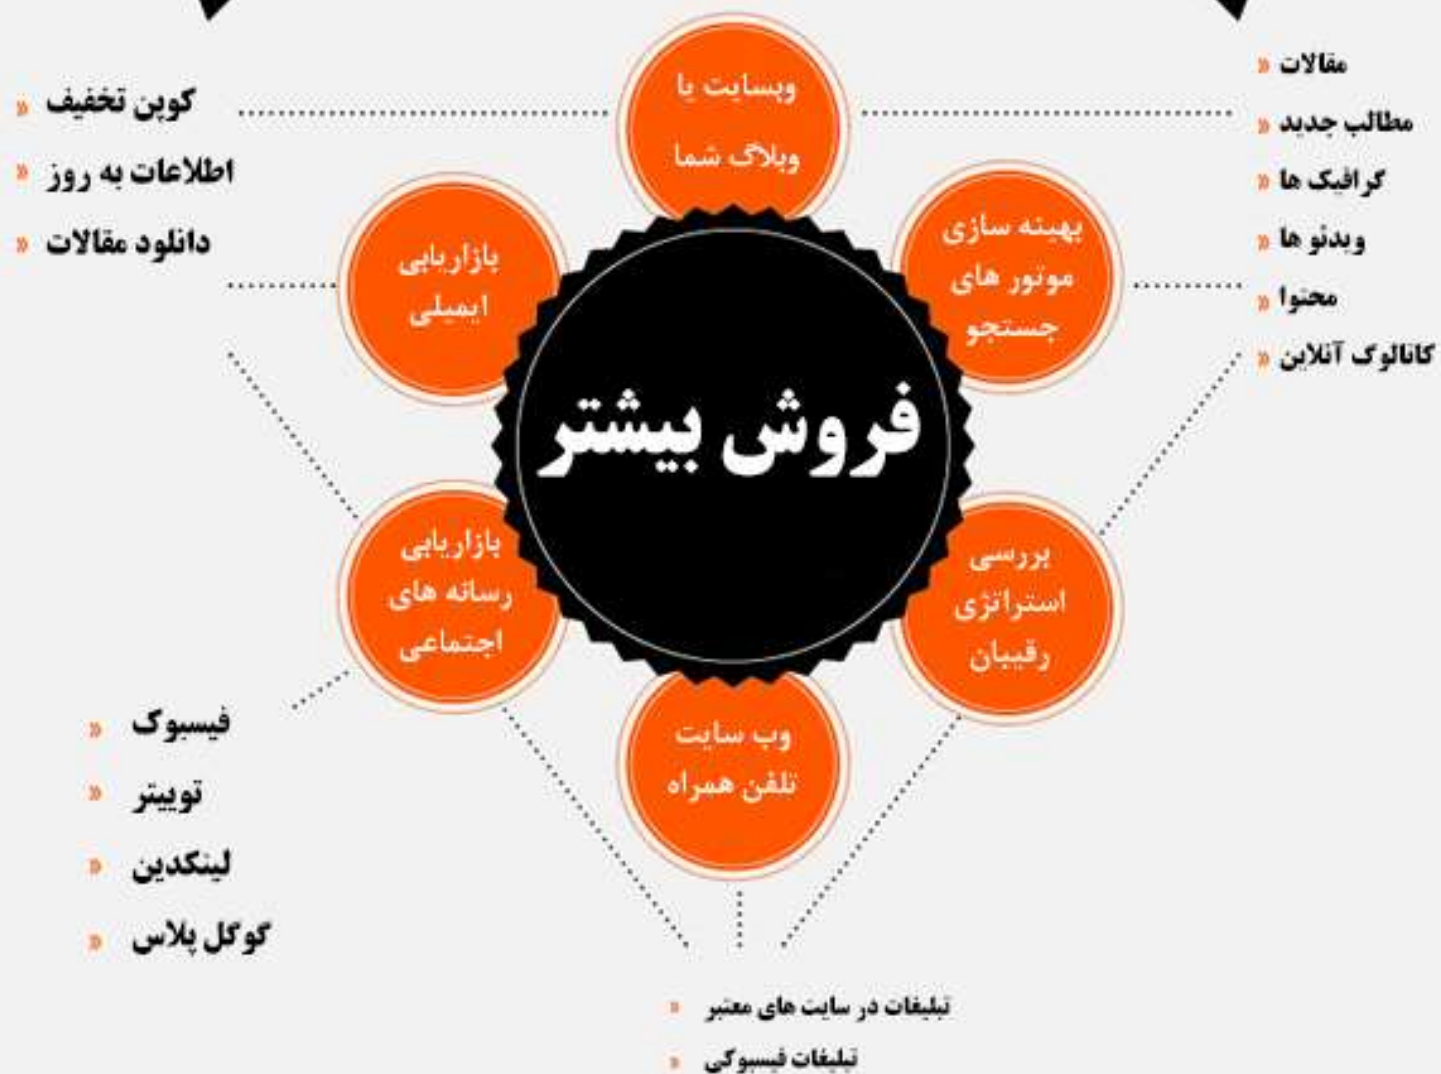 وبسایت یا
وبلاگ شما
بهینه سازی
موتور های
جستجو
بازاریابی
ایمیلی
فروش بیشتر
بررسی
استراتژی
رقیبان
بازاریابی
رسانه های
اجتماعی
وب سایت
تلفن همراه
مقالات «
مطالب جدید «
گرافیک ها «
ویدئو ها «
محتوا «
کاتالوگ آنلاین «
کوپن تخفیف «
اطلاعات به روز «
دانلود مقالات «
فیسبوک «
توییتر «
لینکدین «
گوگل پلاس «
تبلیغات در سایت های معتبر «
تبلیغات فیسبوکی «